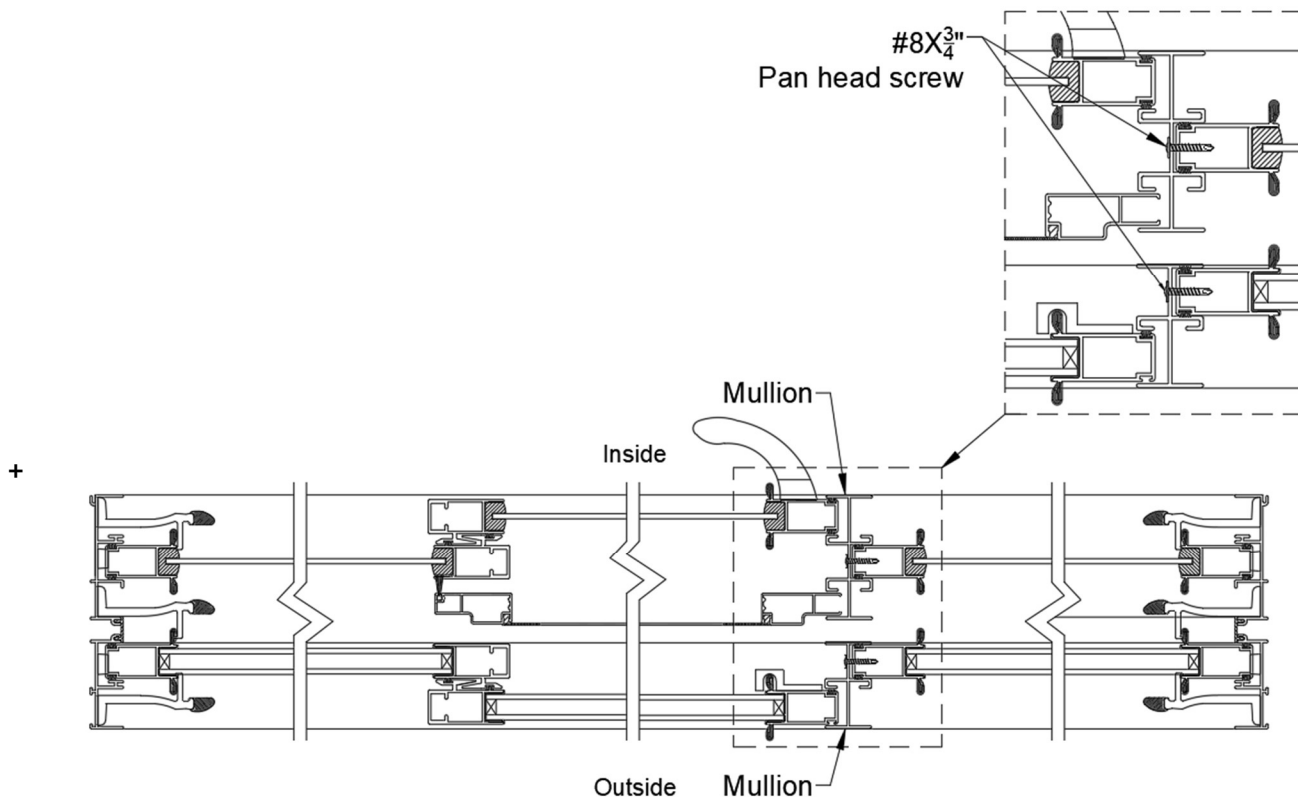 #8X3/4"
Pan head screw
Mullion
Inside
+
Outside
Mullion